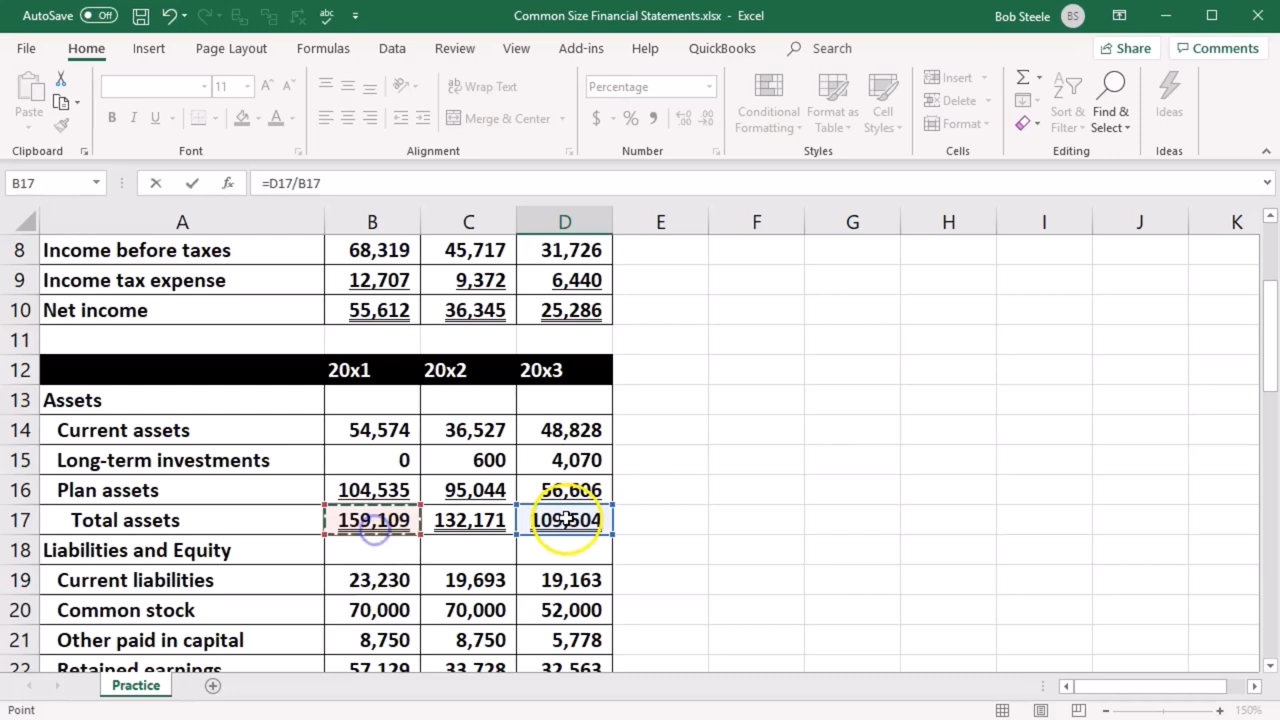 AutoSave Off Common Size Financial Statements.xlsx - Excel Bob Steele BS
File Home Insert Page Layout Formulas Data Review View Add-ins Help QuickBooks Search Share Comments
11 Wrap Text Percentage Insert
Paste B I U Merge & Center $ % Conditional Formatting Format as Table Cell Styles Delete Format Sort & Filter Find & Select Ideas
Clipboard Font Alignment Number Styles Cells Editing Ideas
B17 fx =D17/B17
A B C D E F G H I J K
8 Income before taxes 68,319 45,717 31,726
9 Income tax expense 12,707 9,372 6,440
10 Net income 55,612 36,345 25,286
11
12 20x1 20x2 20x3
13 Assets
14 Current assets 54,574 36,527 48,828
15 Long-term investments 0 600 4,070
16 Plan assets 104,535 95,044 56,606
17 Total assets 159,109 132,171 109,504
18 Liabilities and Equity
19 Current liabilities 23,230 19,693 19,163
20 Common stock 70,000 70,000 52,000
21 Other paid in capital 8,750 8,750 5,778
22 Retained earnings 57,129 33,728 32,563
Practice
Point 150%